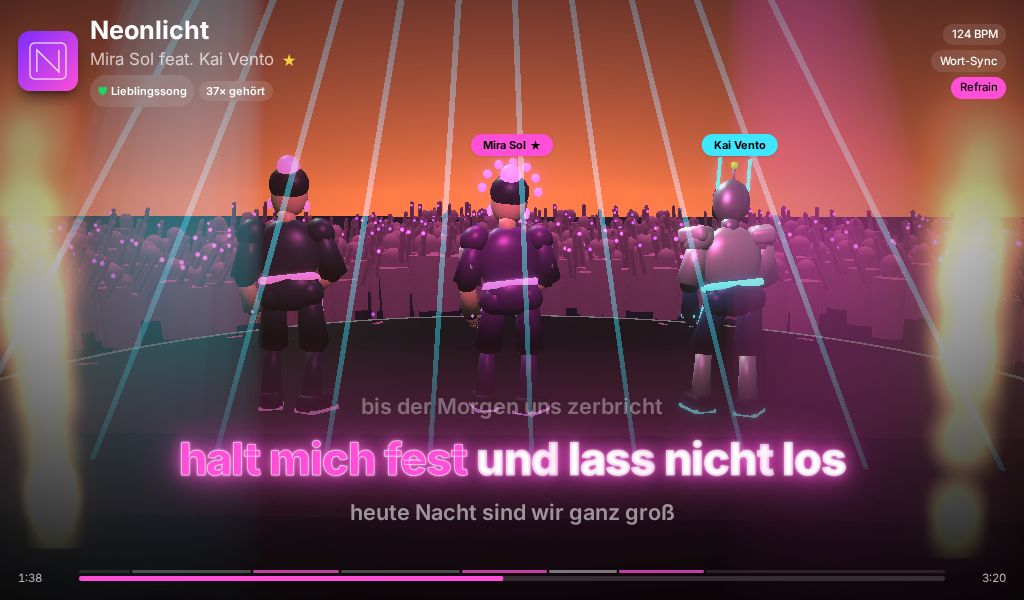 N
Neonlicht
Mira Sol feat. Kai Vento ★
Lieblingssong
37× gehört
124 BPM
Wort-Sync
Refrain
Mira Sol ★
Kai Vento
bis der Morgen uns zerbricht
halt mich fest und lass nicht los
heute Nacht sind wir ganz groß
1:38
3:20